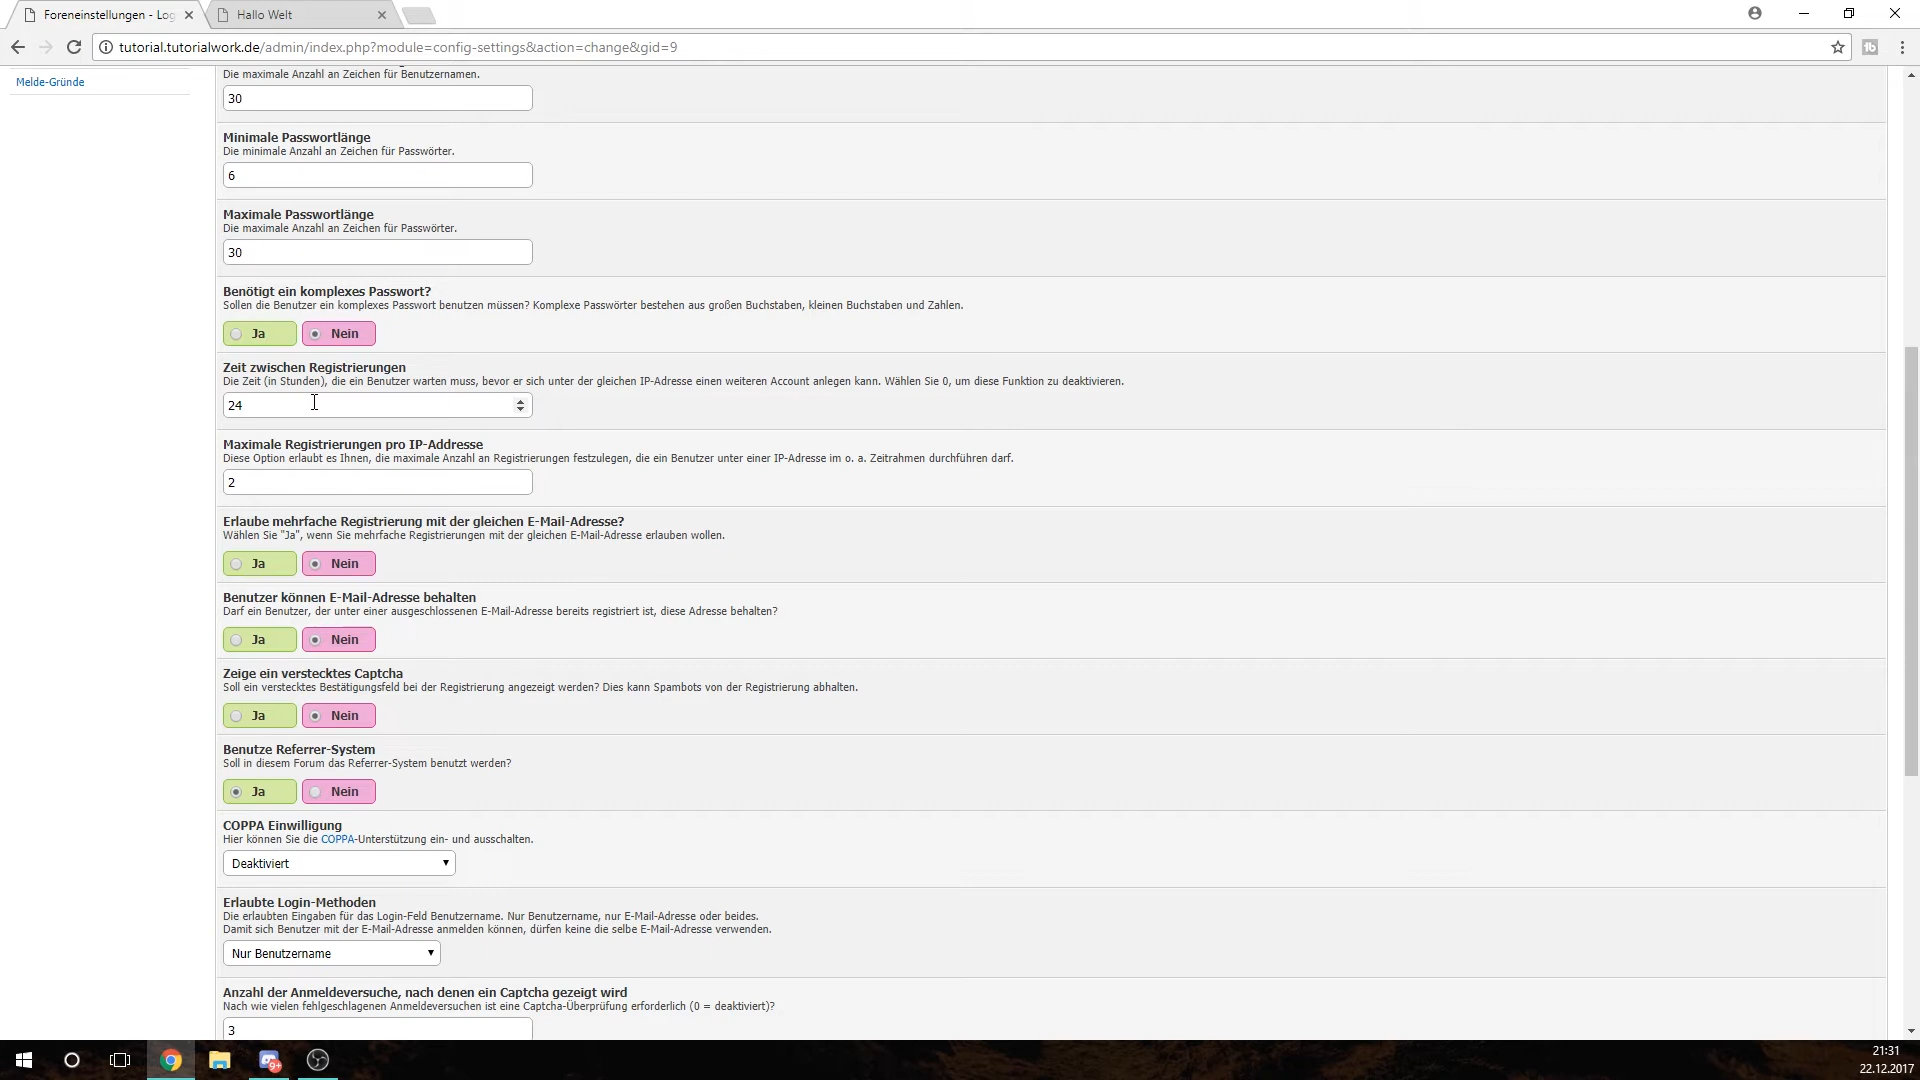 Foreneinstellungen - Log
Hallo Welt
tutorial.tutorialwork.de/admin/index.php?module=config-settings&action=change&gid=9
Melde-Gründe
Die maximale Anzahl an Zeichen für Benutzernamen.
30
Minimale Passwortlänge
Die minimale Anzahl an Zeichen für Passwörter.
6
Maximale Passwortlänge
Die maximale Anzahl an Zeichen für Passwörter.
30
Benötigt ein komplexes Passwort?
Sollen die Benutzer ein komplexes Passwort benutzen müssen? Komplexe Passwörter bestehen aus großen Buchstaben, kleinen Buchstaben und Zahlen.
Ja Nein
Zeit zwischen Registrierungen
Die Zeit (in Stunden), die ein Benutzer warten muss, bevor er sich unter der gleichen IP-Adresse einen weiteren Account anlegen kann. Wählen Sie 0, um diese Funktion zu deaktivieren.
24
Maximale Registrierungen pro IP-Addresse
Diese Option erlaubt es Ihnen, die maximale Anzahl an Registrierungen festzulegen, die ein Benutzer unter einer IP-Adresse im o. a. Zeitrahmen durchführen darf.
2
Erlaube mehrfache Registrierung mit der gleichen E-Mail-Adresse?
Wählen Sie "Ja", wenn Sie mehrfache Registrierungen mit der gleichen E-Mail-Adresse erlauben wollen.
Ja Nein
Benutzer können E-Mail-Adresse behalten
Darf ein Benutzer, der unter einer ausgeschlossenen E-Mail-Adresse bereits registriert ist, diese Adresse behalten?
Ja Nein
Zeige ein verstecktes Captcha
Soll ein verstecktes Bestätigungsfeld bei der Registrierung angezeigt werden? Dies kann Spambots von der Registrierung abhalten.
Ja Nein
Benutze Referrer-System
Soll in diesem Forum das Referrer-System benutzt werden?
Ja Nein
COPPA Einwilligung
Hier können Sie die COPPA-Unterstützung ein- und ausschalten.
Deaktiviert
Erlaubte Login-Methoden
Die erlaubten Eingaben für das Login-Feld Benutzername. Nur Benutzername, nur E-Mail-Adresse oder beides.
Damit sich Benutzer mit der E-Mail-Adresse anmelden können, dürfen keine die selbe E-Mail-Adresse verwenden.
Nur Benutzername
Anzahl der Anmeldeversuche, nach denen ein Captcha gezeigt wird
Nach wie vielen fehlgeschlagenen Anmeldeversuchen ist eine Captcha-Überprüfung erforderlich (0 = deaktiviert)?
3
9+
21:31
22.12.2017